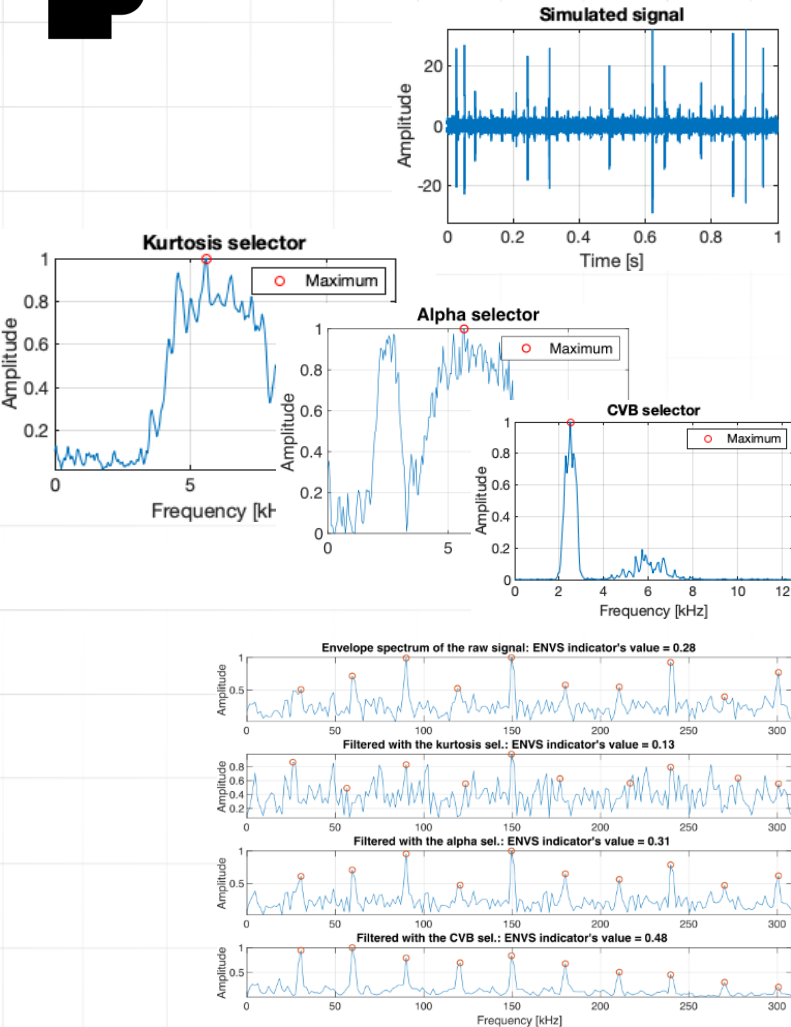 Simulated signal
20
0
-20
Amplitude
0 0.2 0.4 0.6 0.8 1
Time [s]
Kurtosis selector
1
0.8
0.6
0.4
0.2
Amplitude
Maximum
0 5
Frequency [kH
Alpha selector
1
0.8
0.6
0.4
0.2
0
Amplitude
Maximum
0 5
CVB selector
1
0.8
0.6
0.4
0.2
0
Amplitude
Maximum
0 2 4 6 8 10 12
Frequency [kHz]
Envelope spectrum of the raw signal: ENVS indicator's value = 0.28
1
0.5
Amplitude
0 50 100 150 200 250 300
Filtered with the kurtosis sel.: ENVS indicator's value = 0.13
0.8
0.6
0.4
0.2
Amplitude
0 50 100 150 200 250 300
Filtered with the alpha sel.: ENVS indicator's value = 0.31
1
0.5
Amplitude
0 50 100 150 200 250 300
Filtered with the CVB sel.: ENVS indicator's value = 0.48
1
0.5
Amplitude
0 50 100 150 200 250 300
Frequency [kHz]